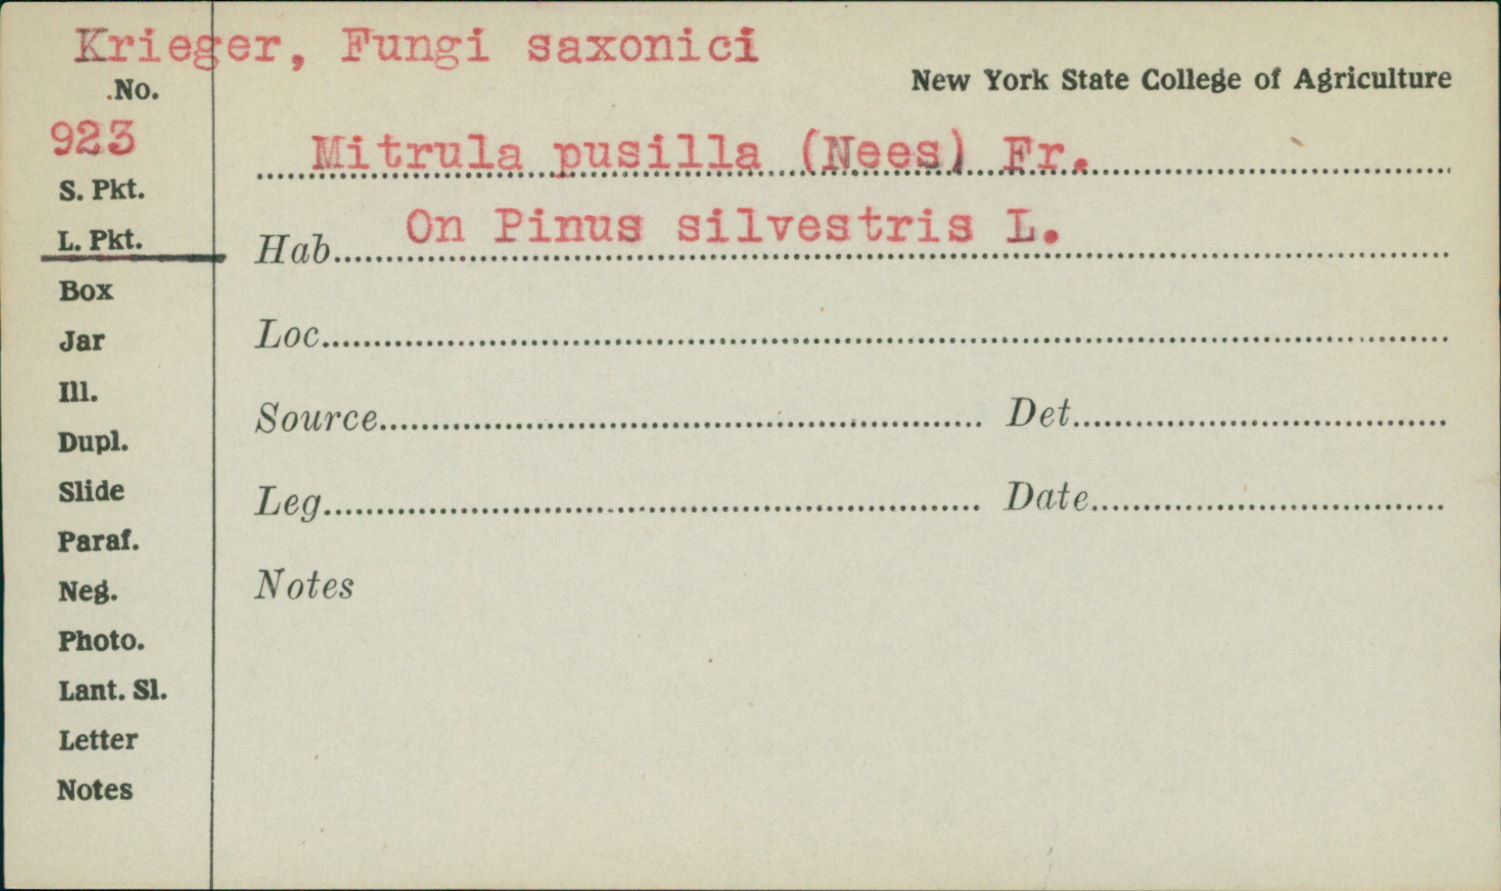 Krieger, Fungi saxonici
New York State College of Agriculture
No.
923
Mitrula pusilla (Nees) Fr.
S. Pkt.
L. Pkt.
Hab. On Pinus silvestris L.
Box
Jar
Loc.
Ill.
Source Det.
Dupl.
Slide
Leg. Date
Paraf.
Neg.
Notes
Photo.
Lant. Sl.
Letter
Notes